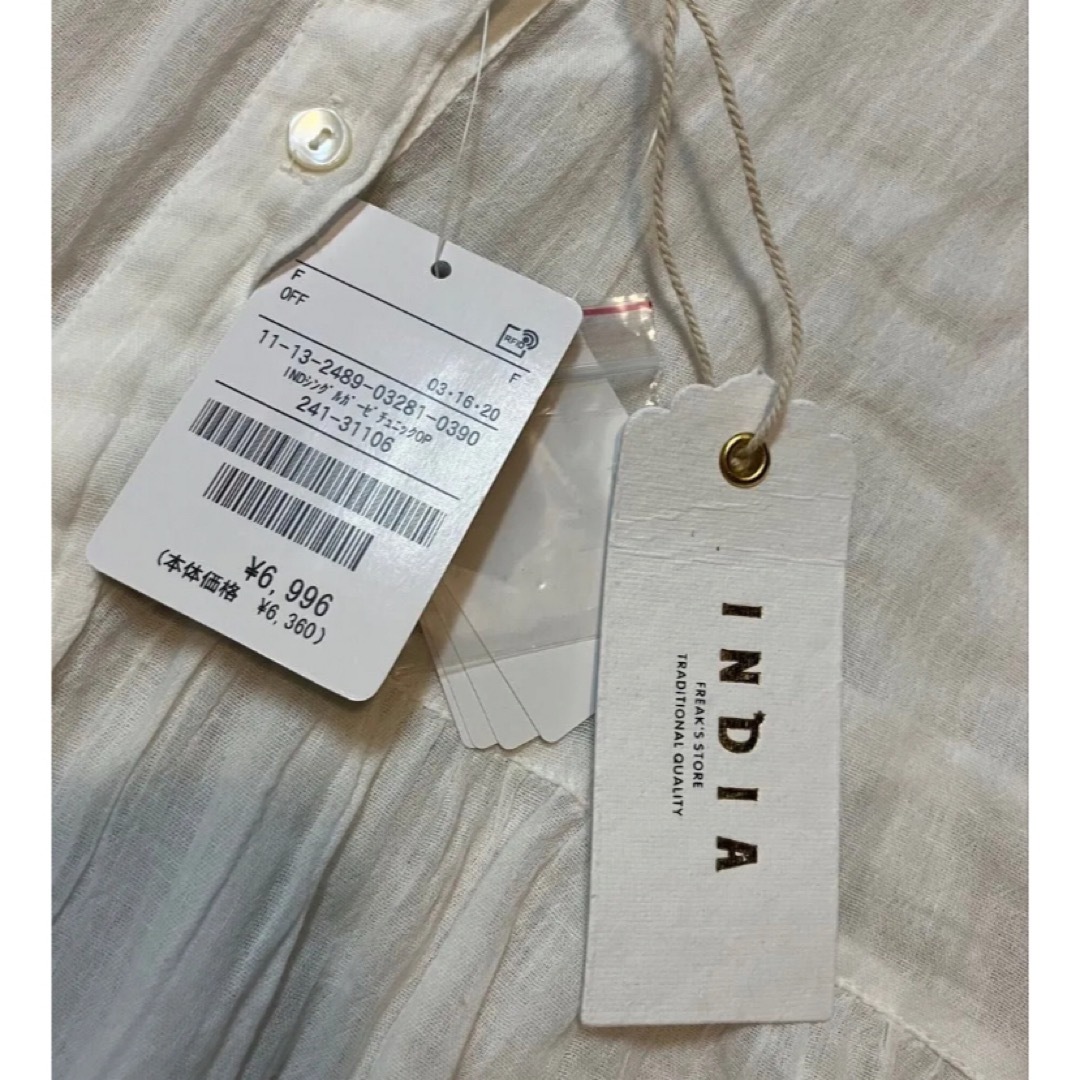 F
OFF
RFID
F
11-13-2489-03281-0390
03・16・20
INDｼﾝｸﾞﾙｶﾞｰｾﾞﾁｭﾆｯｸOP
241-31106
¥6,996
(本体価格 ¥6,360)
INDIA
FREAK'S STORE
TRADITIONAL QUALITY